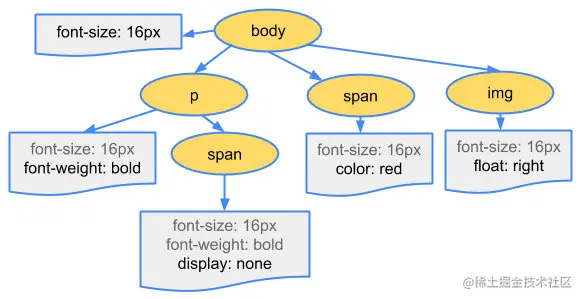 font-size: 16px
body
p
span
img
font-size: 16px
font-weight: bold
span
font-size: 16px
color: red
font-size: 16px
float: right
font-size: 16px
font-weight: bold
display: none
@稀土掘金技术社区